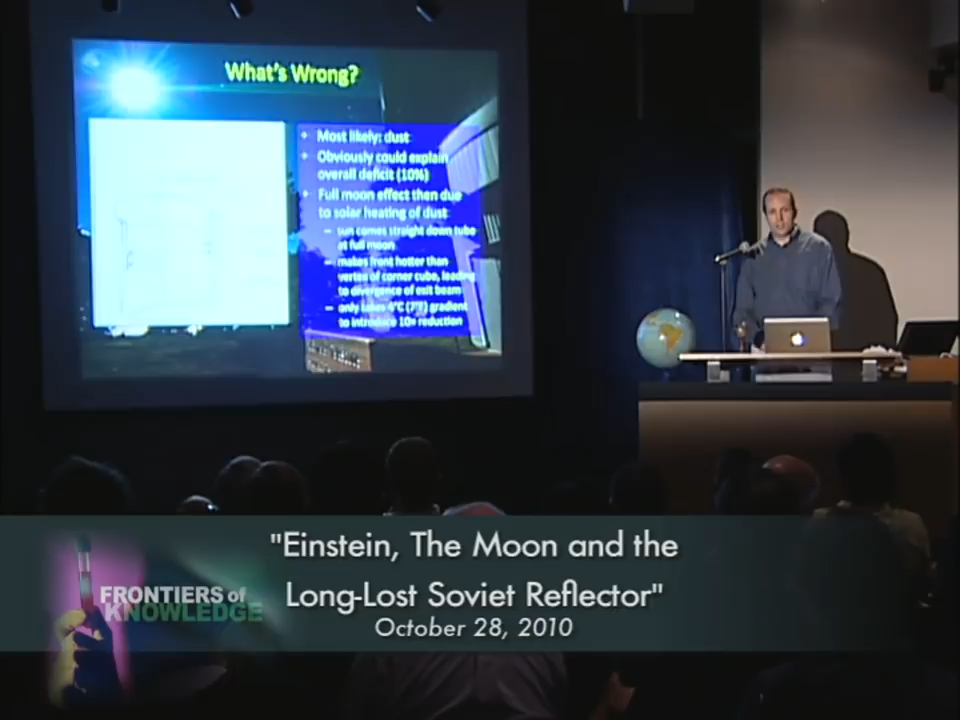 What's Wrong?
• Most likely: dust
• Obviously could explain
overall deficit (10%)
• Full moon effect then due
to solar heating of dust
– sun comes straight down tube
at full moon
– makes front hotter than
vertex of corner cube, leading
to divergence of exit beam
– only takes 4°C (7°F) gradient
to introduce 10× reduction
"Einstein, The Moon and the
Long-Lost Soviet Reflector"
October 28, 2010
FRONTIERS of
KNOWLEDGE